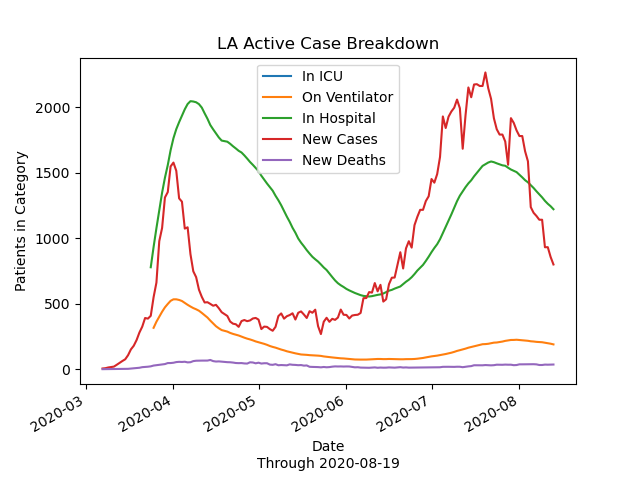 LA Active Case Breakdown
In ICU
On Ventilator
In Hospital
New Cases
New Deaths
Patients in Category
2000
1500
1000
500
0
2020-03
2020-04
2020-05
2020-06
2020-07
2020-08
Date
Through 2020-08-19